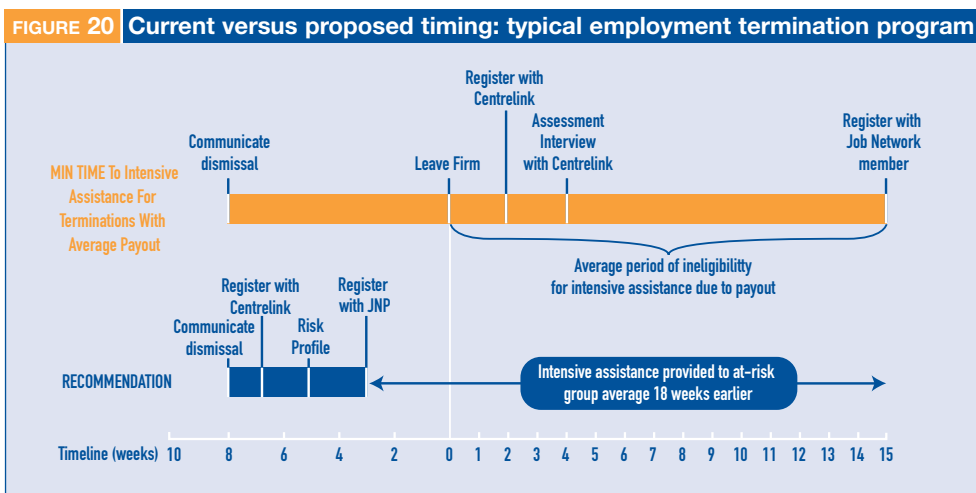 FIGURE 20 Current versus proposed timing: typical employment termination program
Register with
Centrelink
Communicate
dismissal
Leave Firm
Assessment
Interview
with Centrelink
Register with
Job Network
member
MIN TIME To Intensive
Assistance For
Terminations With
Average Payout
Average period of ineligibiltty
for intensive assistance due to payout
Register with
Centrelink
Register
with JNP
Communicate
dismissal
Risk
Profile
RECOMMENDATION
Intensive assistance provided to at-risk
group average 18 weeks earlier
Timeline (weeks) 10 8 6 4 2 0 1 2 3 4 5 6 7 8 9 10 11 12 13 14 15